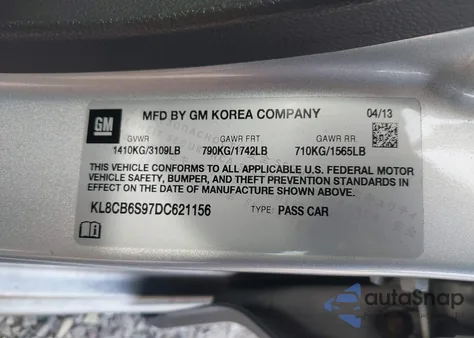 GM
MFD BY GM KOREA COMPANY 04/13
GVWR GAWR FRT GAWR RR
1410KG/3109LB 790KG/1742LB 710KG/1565LB
THIS VEHICLE CONFORMS TO ALL APPLICABLE U.S. FEDERAL MOTOR
VEHICLE SAFETY, BUMPER, AND THEFT PREVENTION STANDARDS IN
EFFECT ON THE DATE OF MANUFACTURE SHOWN ABOVE.
KL8CB6S97DC621156 TYPE: PASS CAR
autoSnap